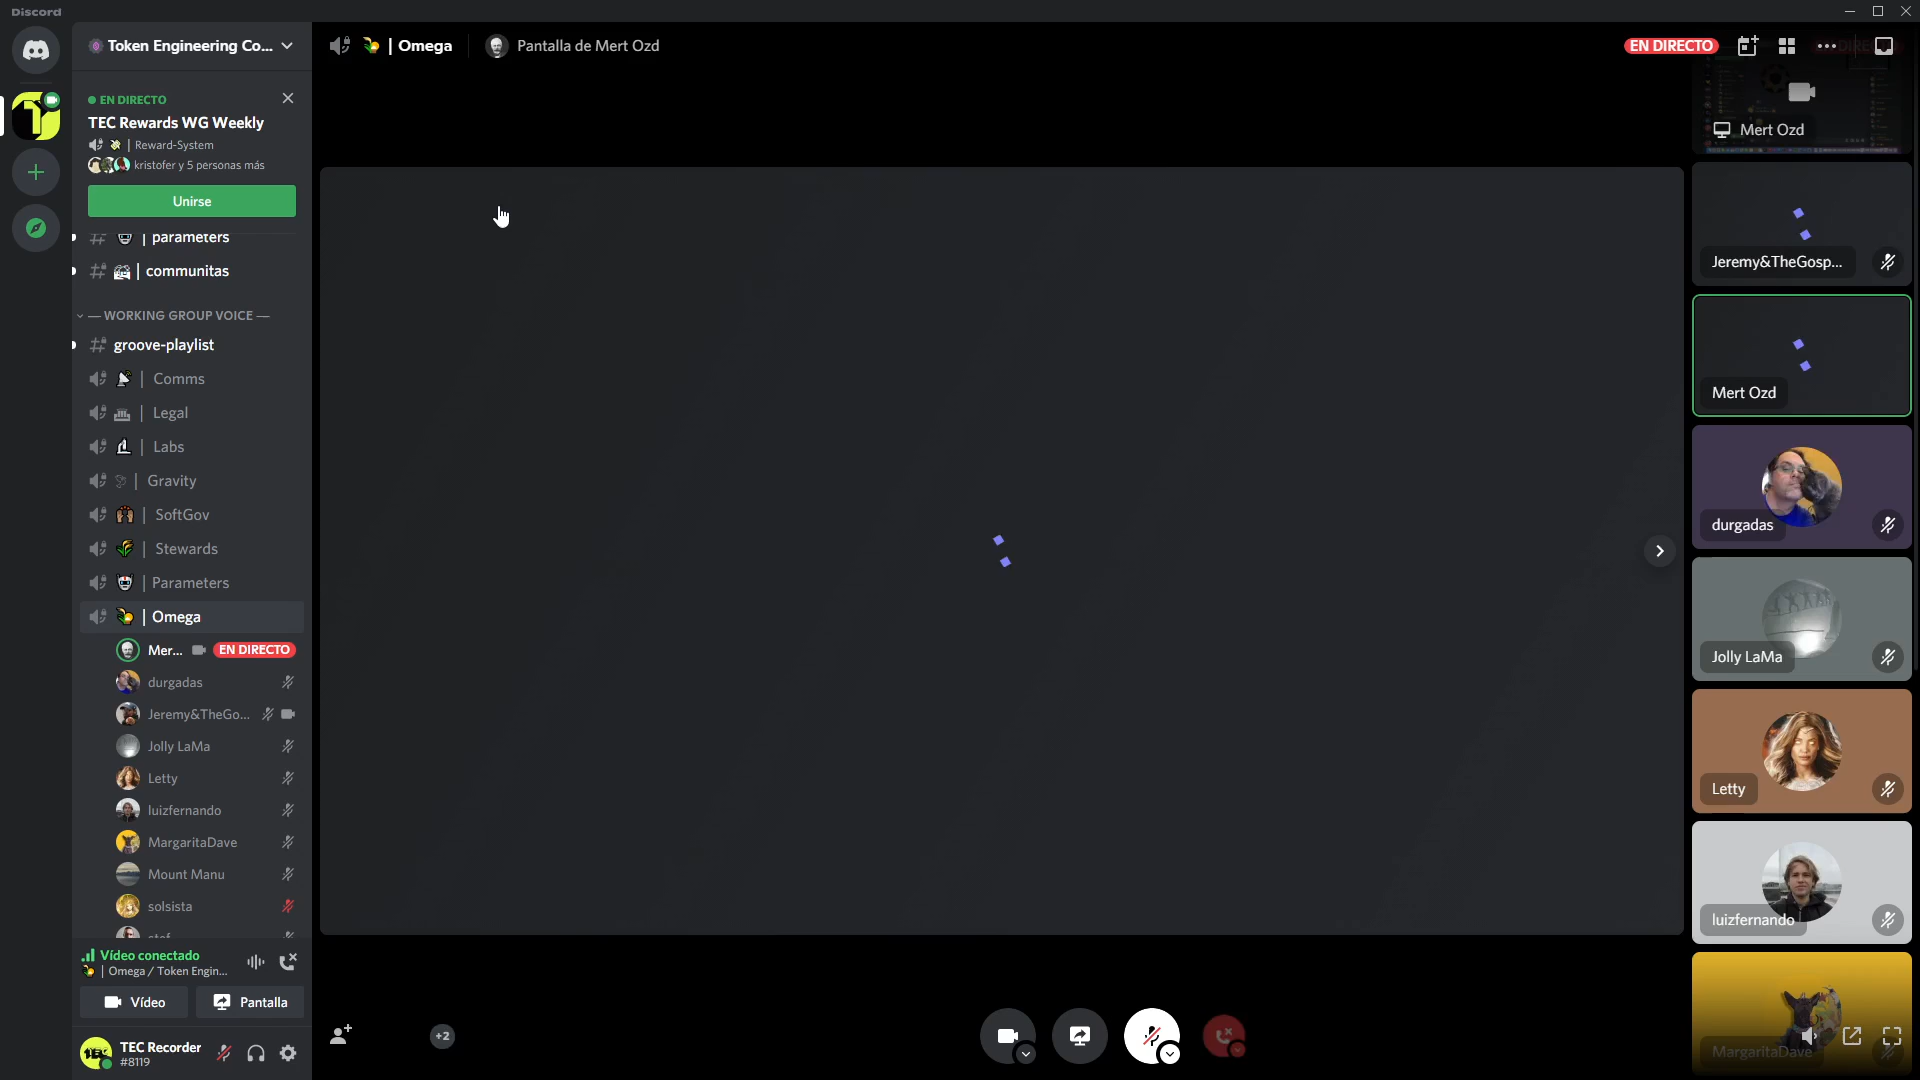 Discord
Token Engineering Co...
EN DIRECTO
TEC Rewards WG Weekly
| Reward-System
kristofer y 5 personas más
Unirse
| parameters
| communitas
— WORKING GROUP VOICE —
groove-playlist
| Comms
| Legal
| Labs
| Gravity
| SoftGov
| Stewards
| Parameters
| Omega
Mer... EN DIRECTO
durgadas
Jeremy&TheGo...
Jolly LaMa
Letty
luizfernando
MargaritaDave
Mount Manu
solsista
Vídeo conectado
| Omega / Token Engin...
Vídeo
Pantalla
TEC Recorder
#8119
| Omega
Pantalla de Mert Ozd
EN DIRECTO
Mert Ozd
Jeremy&TheGosp...
Mert Ozd
durgadas
Jolly LaMa
Letty
luizfernando
MargaritaDave
+2